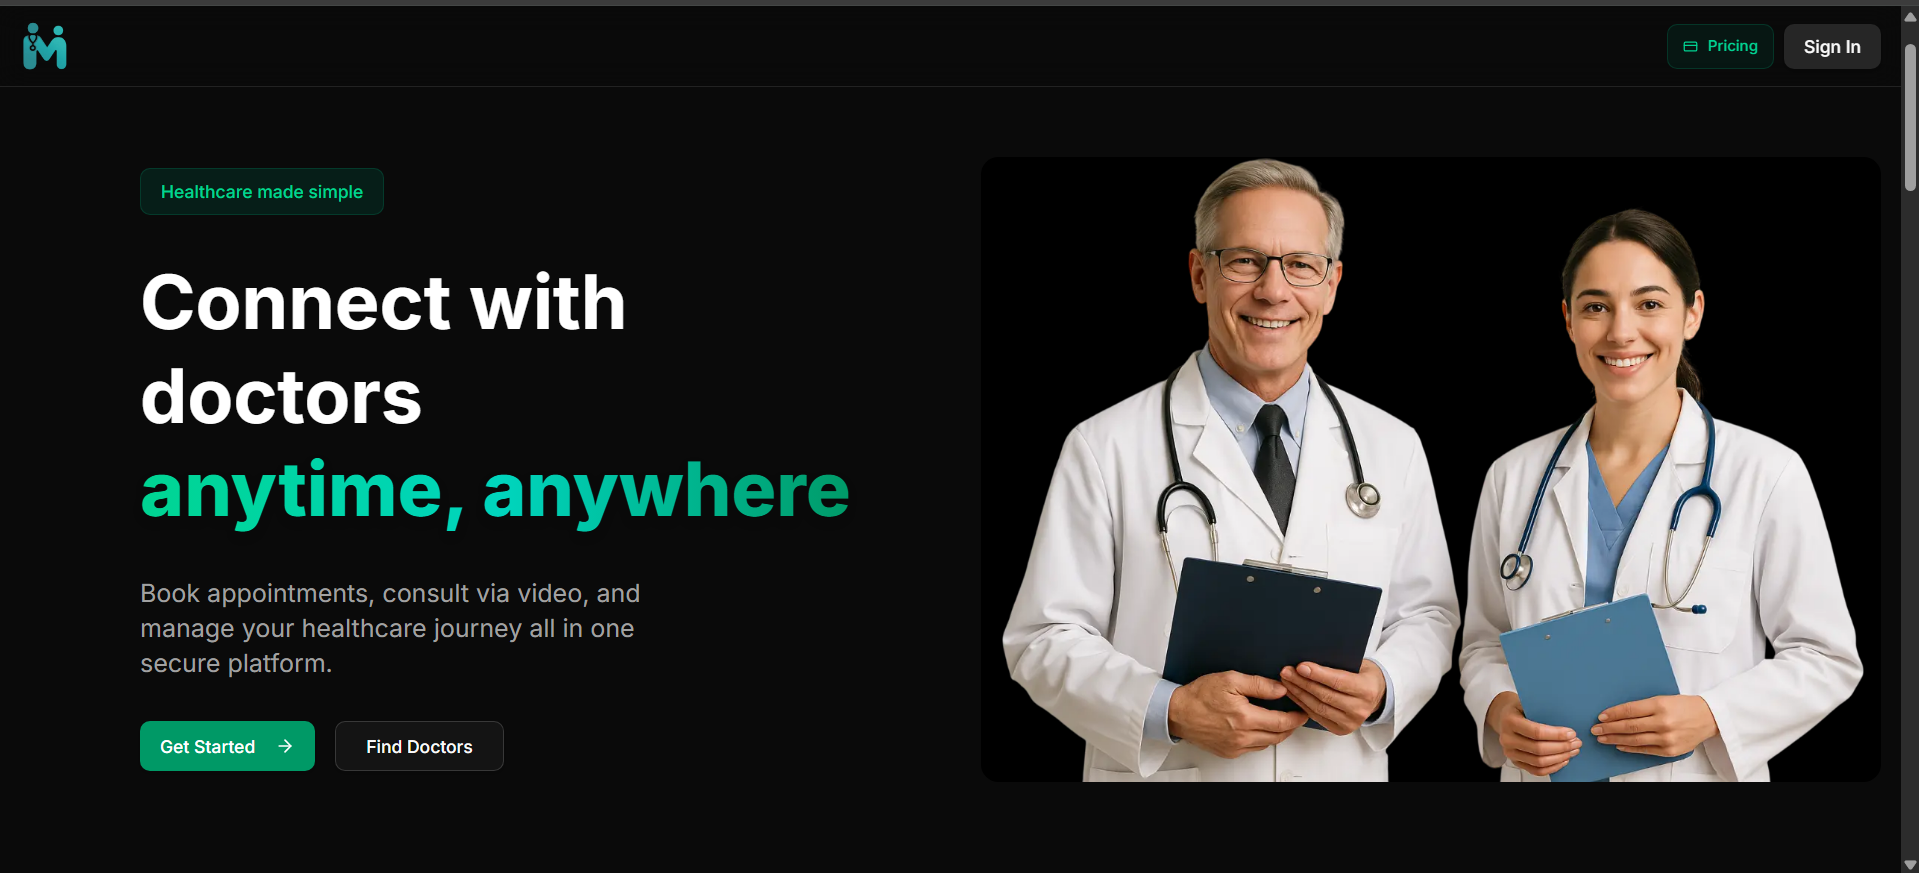 Pricing
Sign In
Healthcare made simple
Connect with
doctors
anytime, anywhere
Book appointments, consult via video, and
manage your healthcare journey all in one
secure platform.
Get Started
Find Doctors